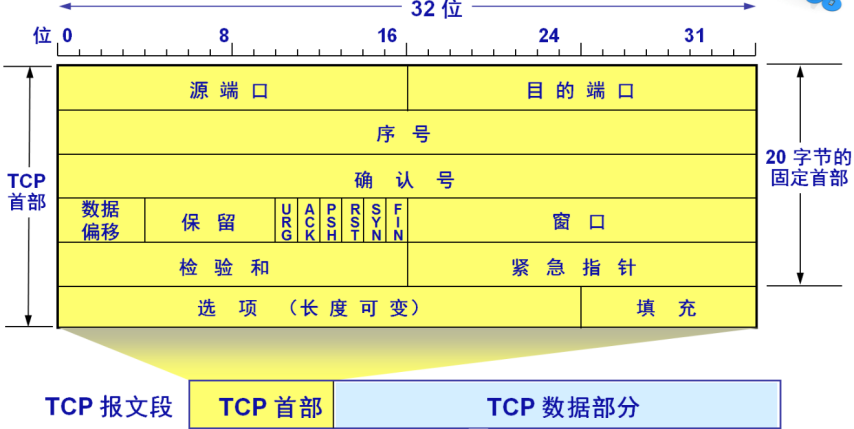 32 位
位 0 8 16 24 31
源 端 口 目 的 端 口
序 号
确 认 号
TCP
首部
20 字节的
固定首部
数据
偏移
保 留
URG
ACK
PSH
RST
SYN
FIN
窗 口
检 验 和 紧 急 指 针
选 项 （长 度 可 变） 填 充
TCP 报文段 TCP 首部 TCP 数据部分